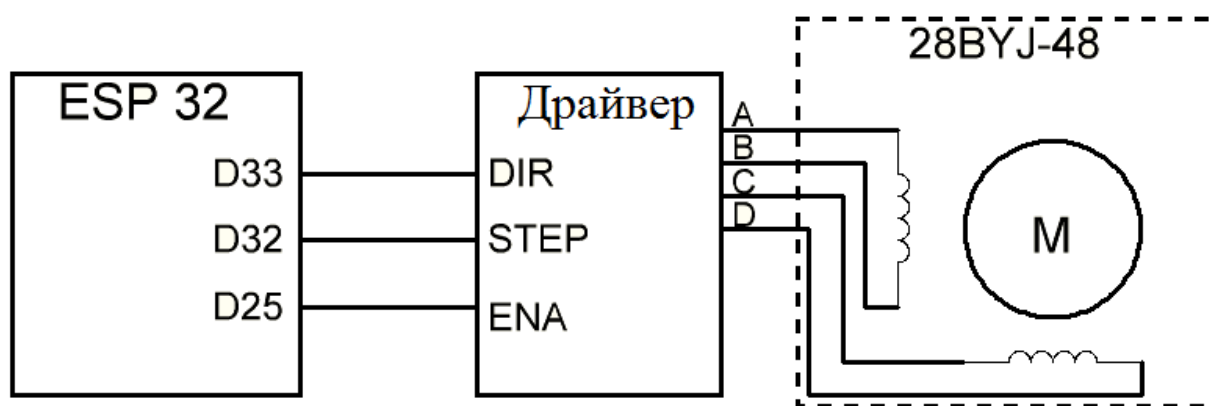 28BYJ-48
ESP 32
Драйвер
A
B
C
D
D33
DIR
D32
STEP
D25
ENA
M